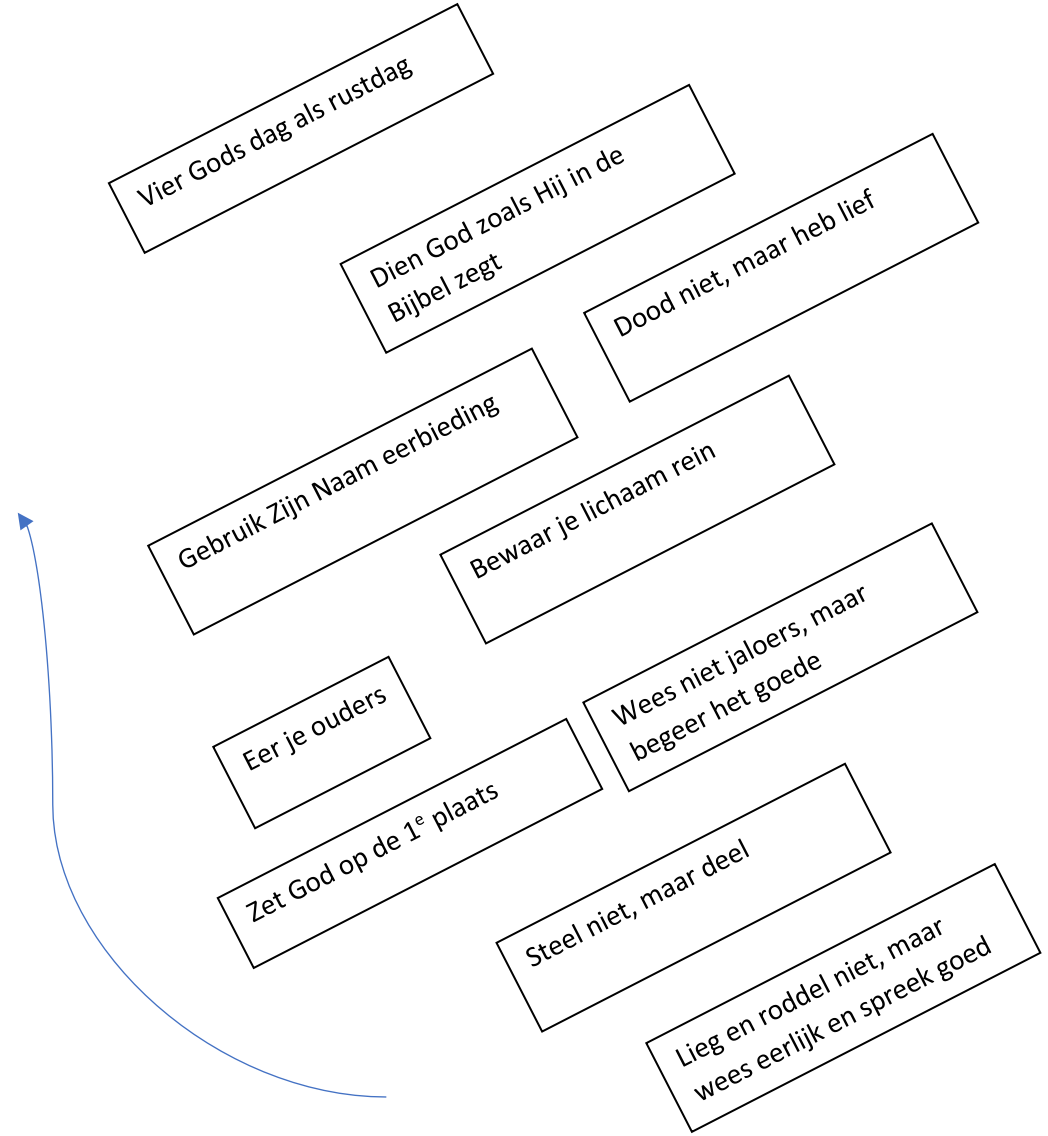 Vier Gods dag als rustdag
Dien God zoals Hij in de
Bijbel zegt
Dood niet, maar heb lief
Gebruik Zijn Naam eerbieding
Bewaar je lichaam rein
Wees niet jaloers, maar
begeer het goede
Eer je ouders
Zet God op de 1e plaats
Steel niet, maar deel
Lieg en roddel niet, maar
wees eerlijk en spreek goed